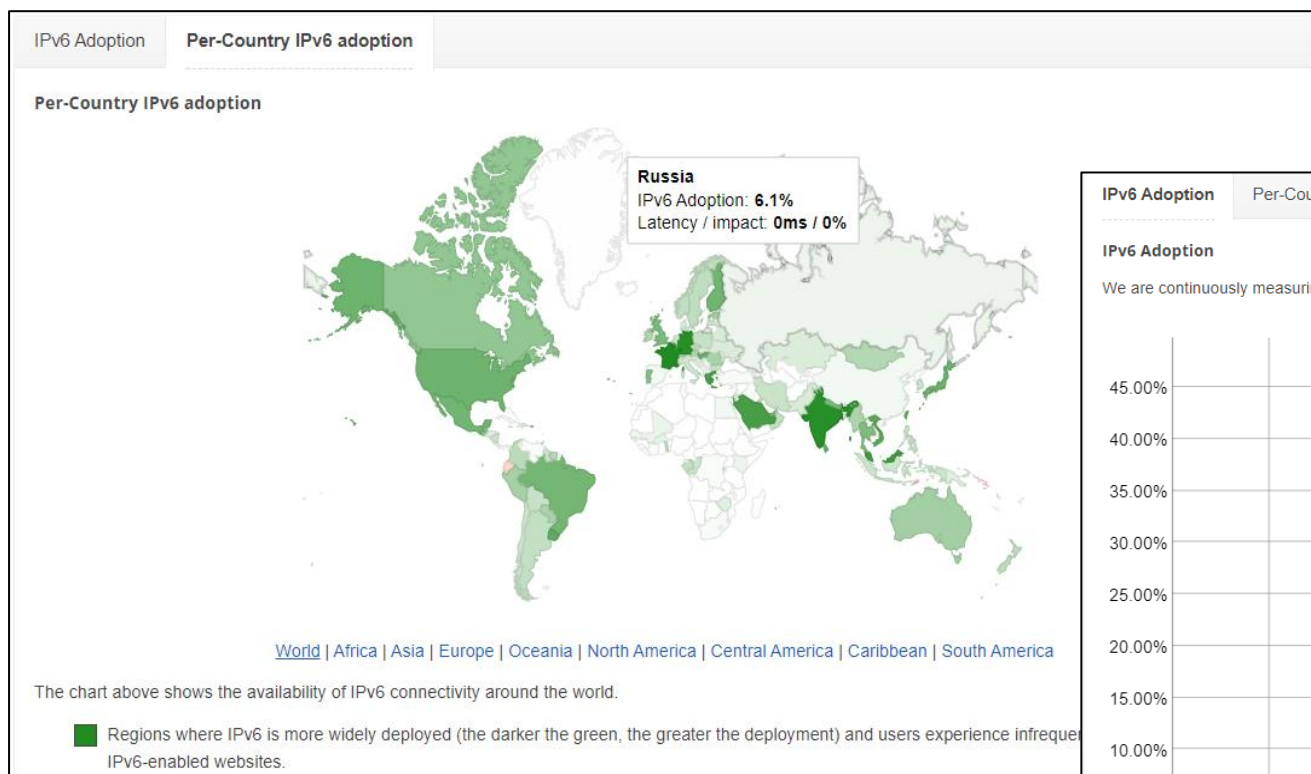 IPv6 Adoption
Per-Country IPv6 adoption
Per-Country IPv6 adoption
Russia
IPv6 Adoption: 6.1%
Latency / impact: 0ms / 0%
World | Africa | Asia | Europe | Oceania | North America | Central America | Caribbean | South America
The chart above shows the availability of IPv6 connectivity around the world.
Regions where IPv6 is more widely deployed (the darker the green, the greater the deployment) and users experience
IPv6-enabled websites.
IPv6 Adoption
IPv6 Adoption
We are continuously
45.00%
40.00%
35.00%
30.00%
25.00%
20.00%
15.00%
10.00%